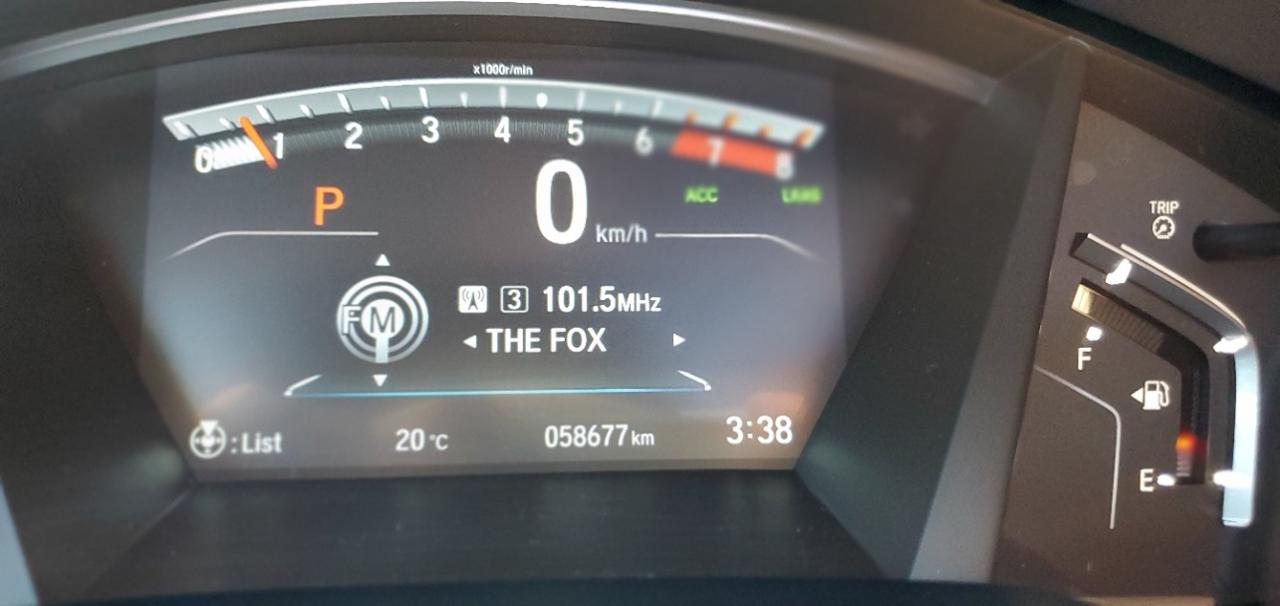 x1000r/min
0 1 2 3 4 5 6 7 8
P
0 km/h
ACC
LKAS
TRIP
FM
3 101.5MHz
THE FOX
F
:List
20°C
058677km
3:38
E